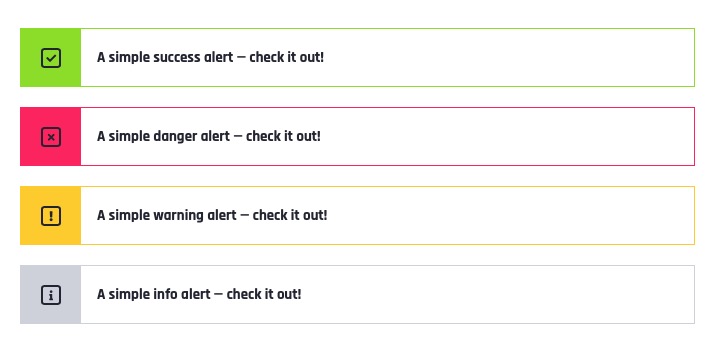 A simple success alert — check it out!
A simple danger alert — check it out!
A simple warning alert — check it out!
A simple info alert — check it out!